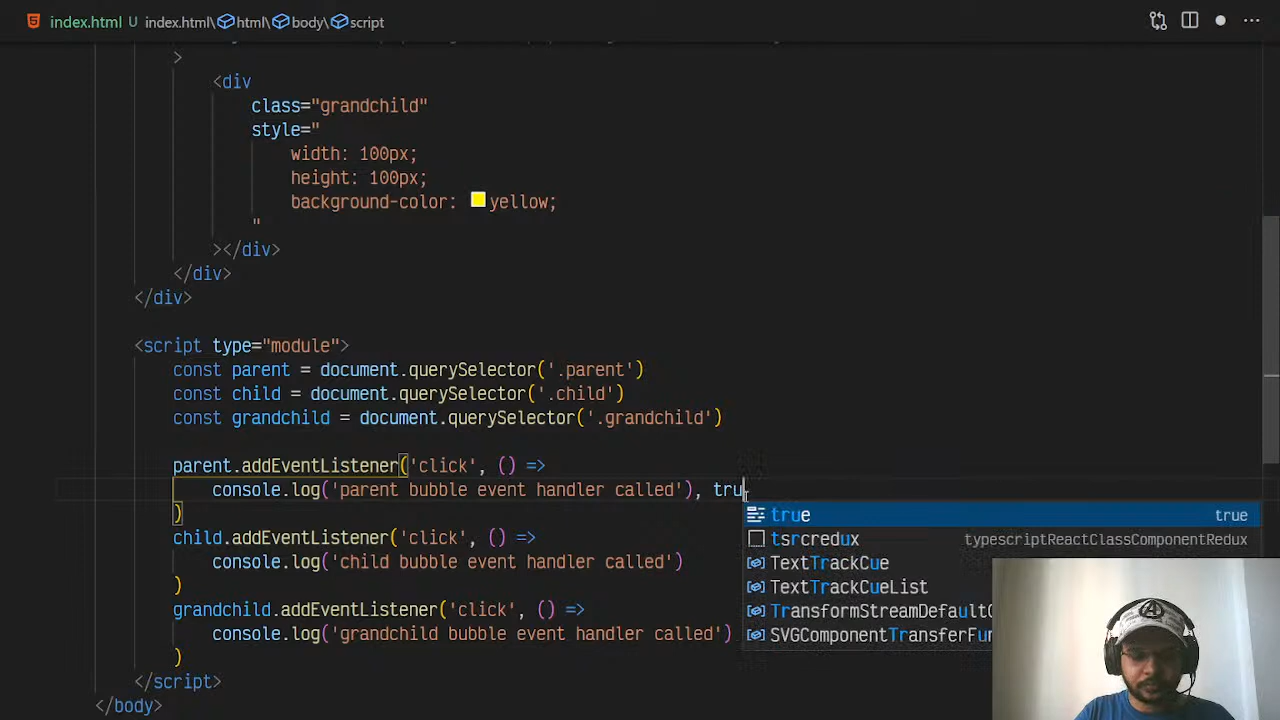 index.html U index.html\html\body\script
>
<div
class="grandchild"
style="
width: 100px;
height: 100px;
background-color: yellow;
"
></div>
</div>
</div>
<script type="module">
const parent = document.querySelector('.parent')
const child = document.querySelector('.child')
const grandchild = document.querySelector('.grandchild')
parent.addEventListener('click', () =>
console.log('parent bubble event handler called'), tru
)
true true
tsrcredux typescriptReactClassComponentRedux
TextTrackCue
TextTrackCueList
SVGComponentTransferFun
child.addEventListener('click', () =>
console.log('child bubble event handler called')
)
grandchild.addEventListener('click', () =>
console.log('grandchild bubble event handler called')
)
</script>
</body>